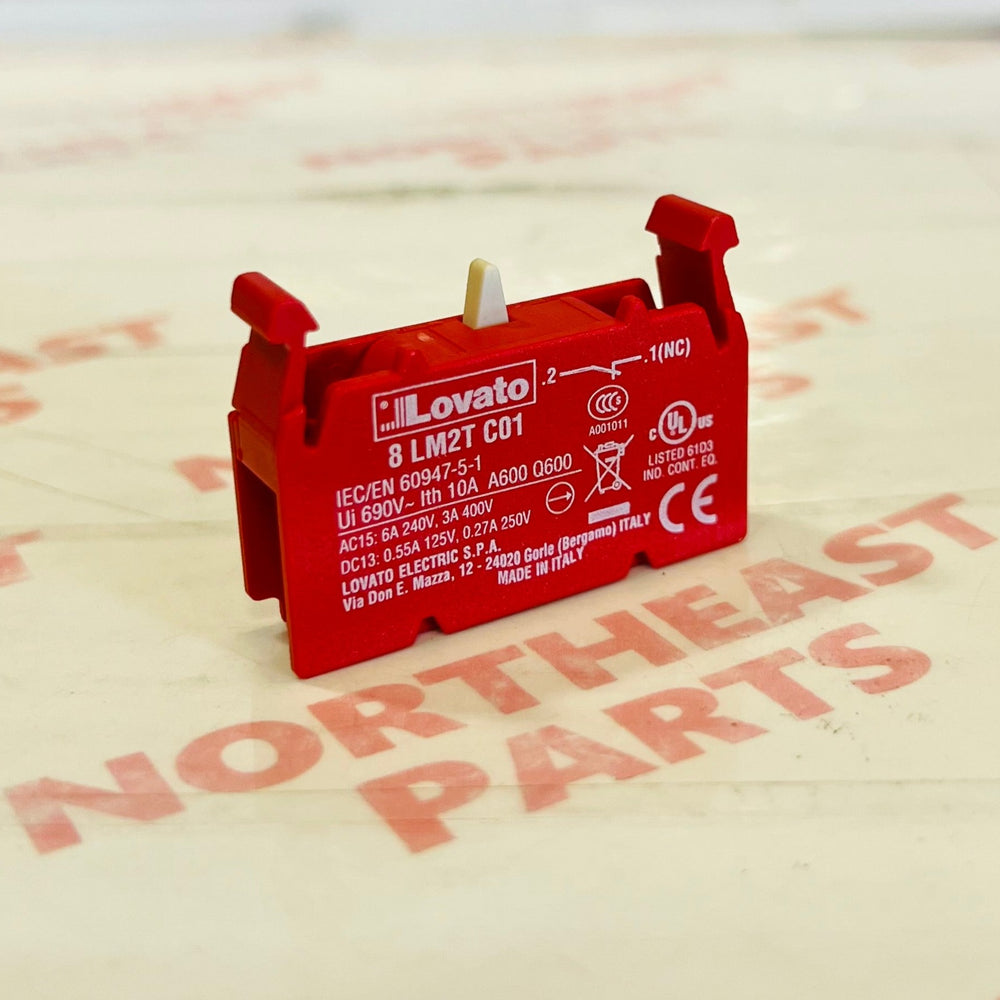 Lovato
8 LM2T C01
.2 .1(NC)
CCC S
A001011
C UL US
LISTED 61D3
IND. CONT. EQ.
IEC/EN 60947-5-1
Ui 690V~ Ith 10A A600 Q600
AC15: 6A 240V, 3A 400V
DC13: 0.55A 125V, 0.27A 250V
CE
LOVATO ELECTRIC S.P.A.
Via Don E. Mazza, 12 - 24020 Gorle (Bergamo) ITALY
MADE IN ITALY
NORTHEAST
PARTS